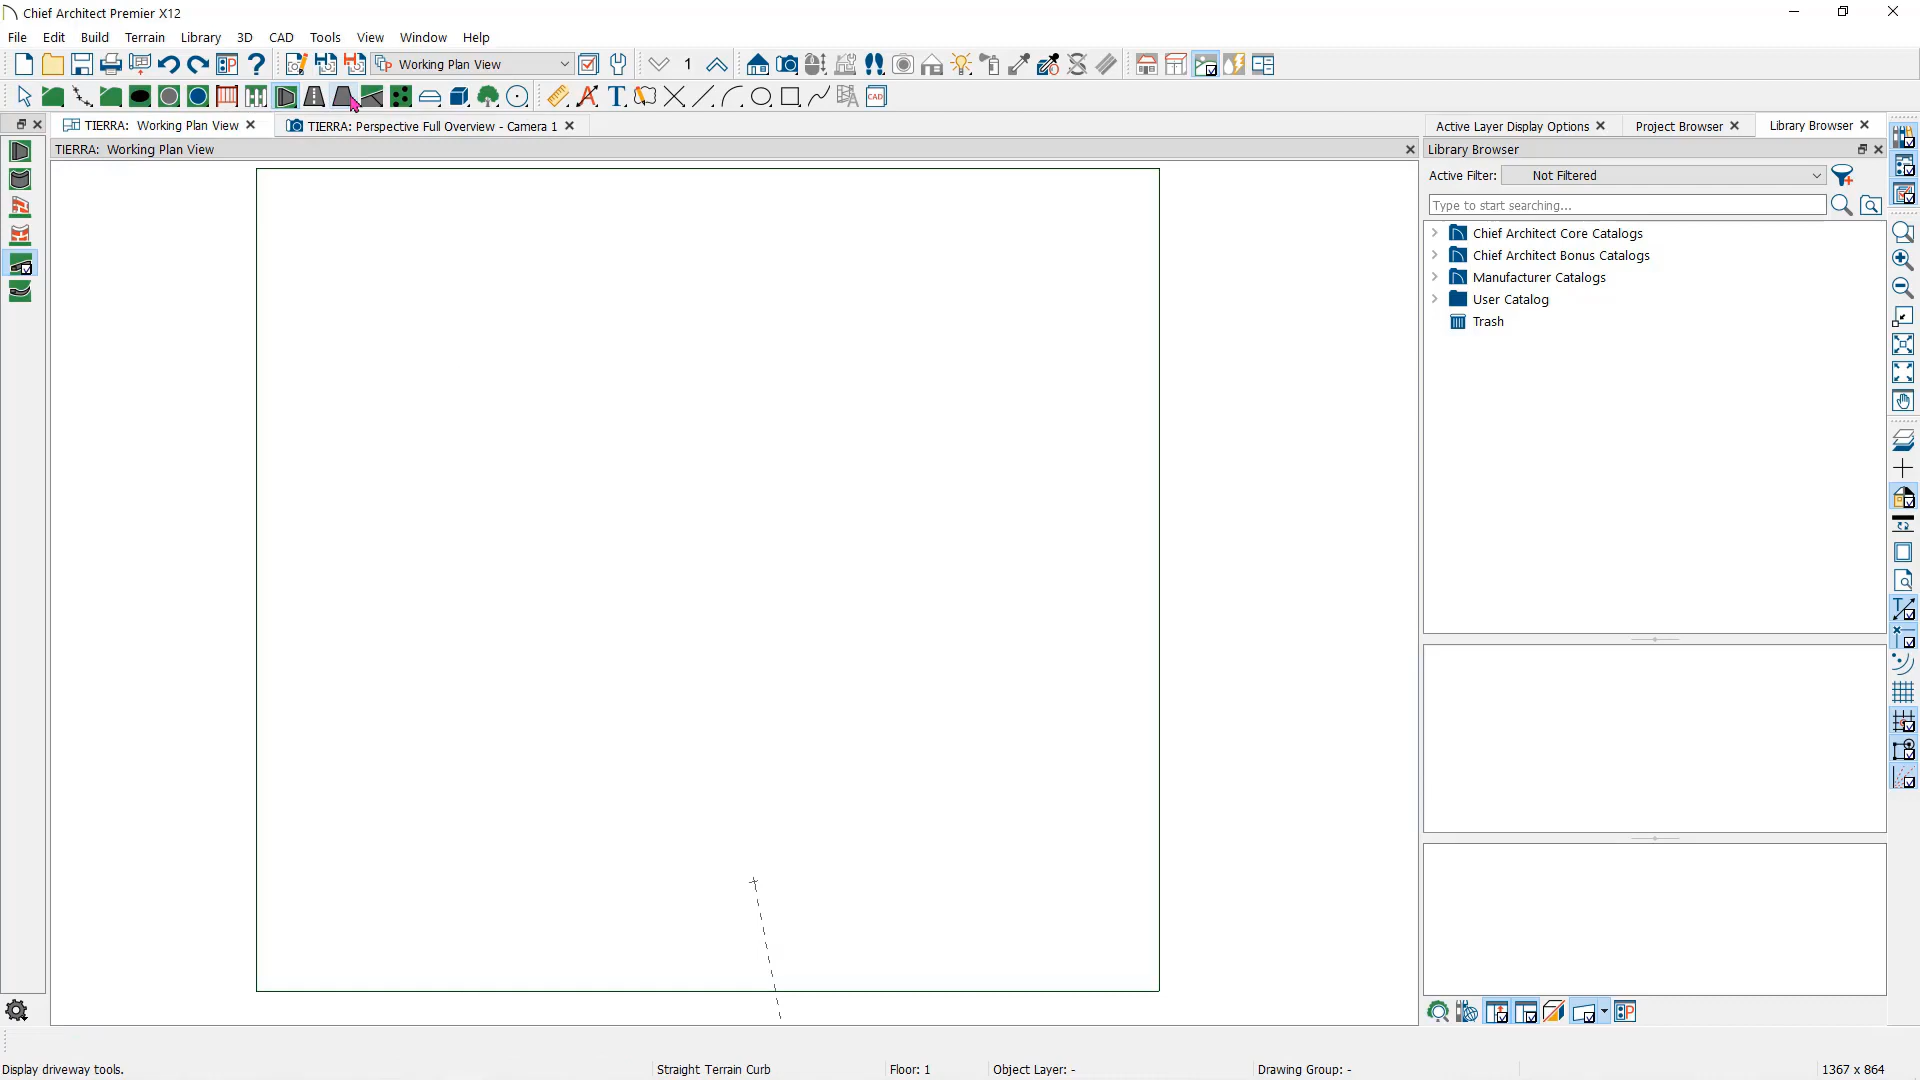 Chief Architect Premier X12
File Edit Build Terrain Library 3D CAD Tools View Window Help
Working Plan View 1
CAD
TIERRA: Working Plan View TIERRA: Perspective Full Overview - Camera 1 Active Layer Display Options Project Browser Library Browser
TIERRA: Working Plan View Library Browser
Active Filter: Not Filtered
Type to start searching...
Chief Architect Core Catalogs
Chief Architect Bonus Catalogs
Manufacturer Catalogs
User Catalog
Trash
Display driveway tools. Straight Terrain Curb Floor: 1 Object Layer: - Drawing Group: - 1367 x 864